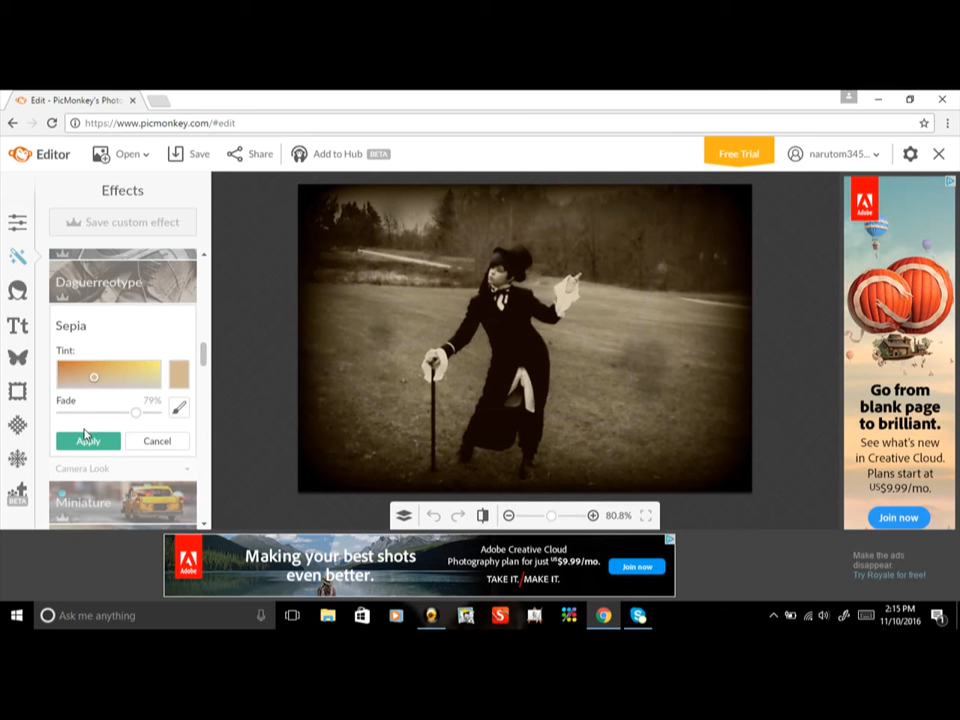 Edit - PicMonkey's Photo
https://www.picmonkey.com/#edit
Editor
Open
Save
Share
Add to Hub BETA
Free Trial
narutom345...
Effects
Save custom effect
Daguerreotype
Sepia
Tint:
Fade 79%
Apply
Cancel
Camera Look
Miniature
Tt
BETA
80.8%
Adobe
Go from
blank page
to brilliant.
See what's new
in Creative Cloud.
Plans start at
US$9.99/mo.
Join now
Adobe
Making your best shots
even better.
Adobe Creative Cloud
Photography plan for just US$9.99/mo.
TAKE IT. MAKE IT.
Join now
Make the ads
disappear.
Try Royale for free!
Ask me anything
2:15 PM
11/10/2016